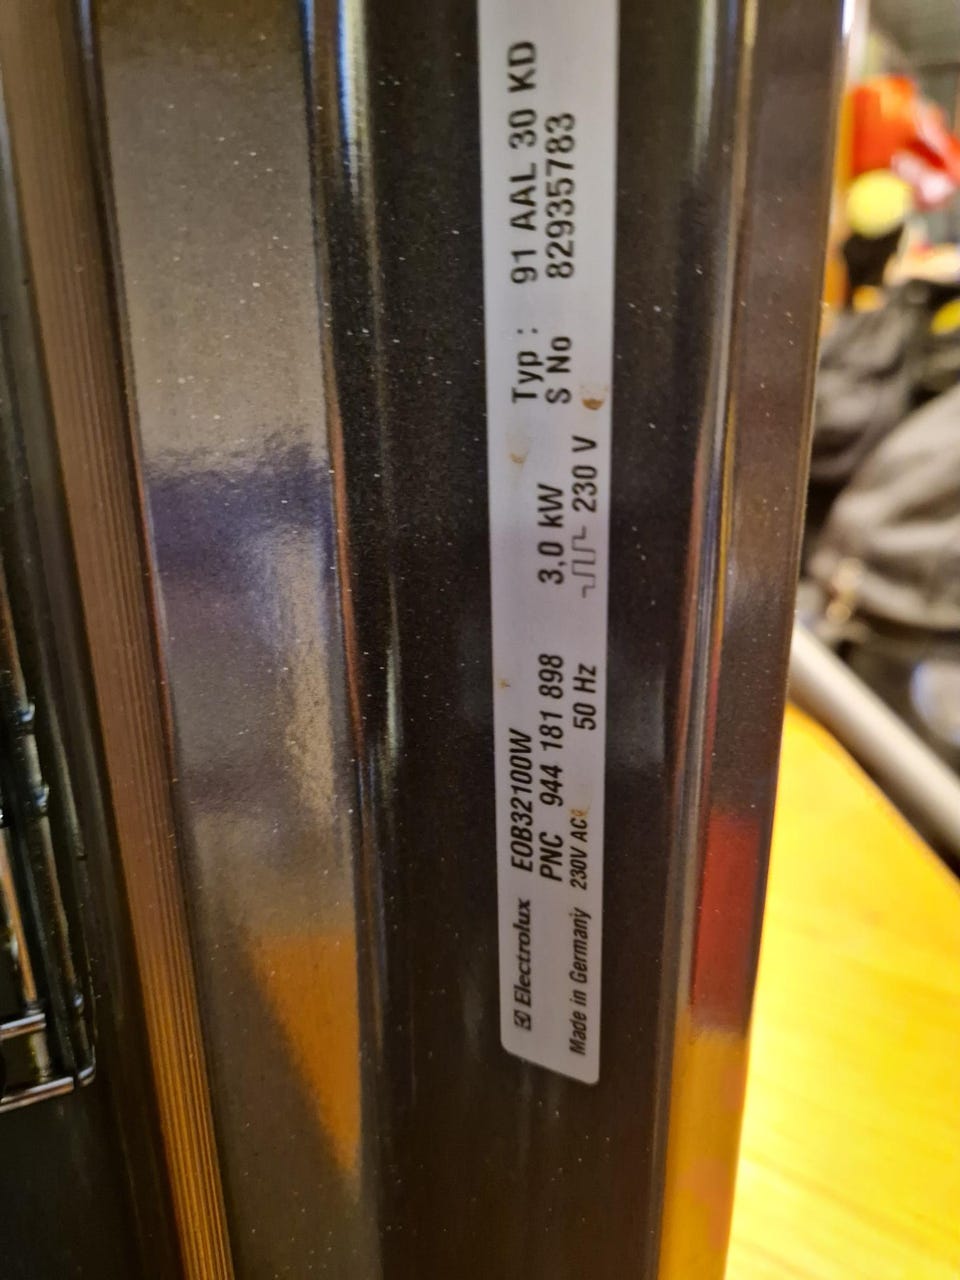 Electrolux EOB32100W Typ : 91 AAL 30 KD
PNC 944 181 898 3,0 kW S No 82935783
Made in Germany 230V AC 50 Hz 230 V